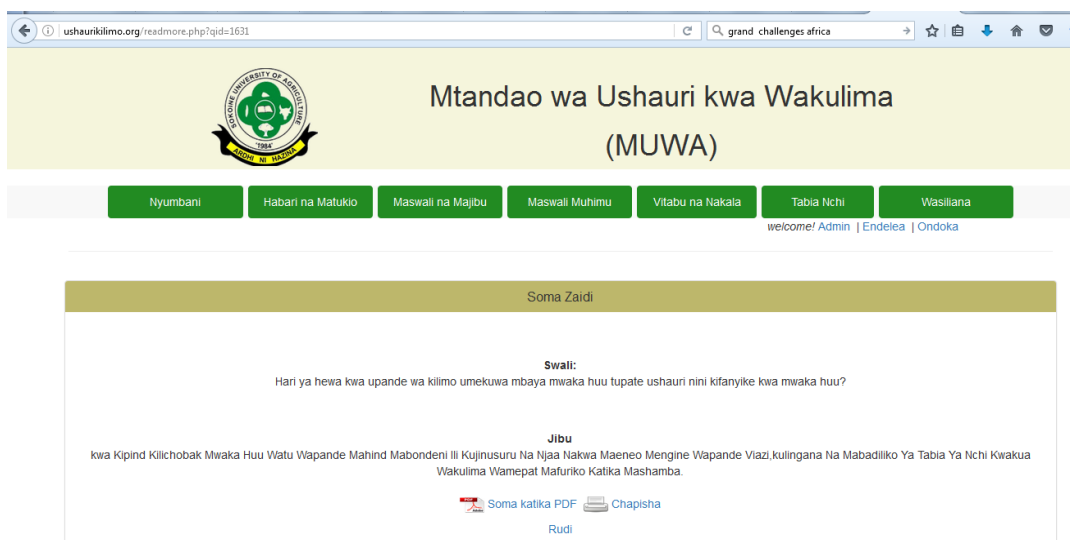 ushaurikilimo.org/readmore.php?qid=1631
grand challenges africa
SOKOINE UNIVERSITY OF AGRICULTURE
"1984"
ARDHI NI HAZINA
Mtandao wa Ushauri kwa Wakulima
(MUWA)
Nyumbani Habari na Matukio Maswali na Majibu Maswali Muhimu Vitabu na Nakala Tabia Nchi Wasiliana
welcome! Admin | Endelea | Ondoka
Soma Zaidi
Swali:
Hari ya hewa kwa upande wa kilimo umekuwa mbaya mwaka huu tupate ushauri nini kifanyike kwa mwaka huu?
Jibu
kwa Kipind Kilichobak Mwaka Huu Watu Wapande Mahind Mabondeni Ili Kujinusuru Na Njaa Nakwa Maeneo Mengine Wapande Viazi,kulingana Na Mabadiliko Ya Tabia Ya Nchi Kwakua
Wakulima Wamepat Mafuriko Katika Mashamba.
Soma katika PDF Chapisha
Rudi